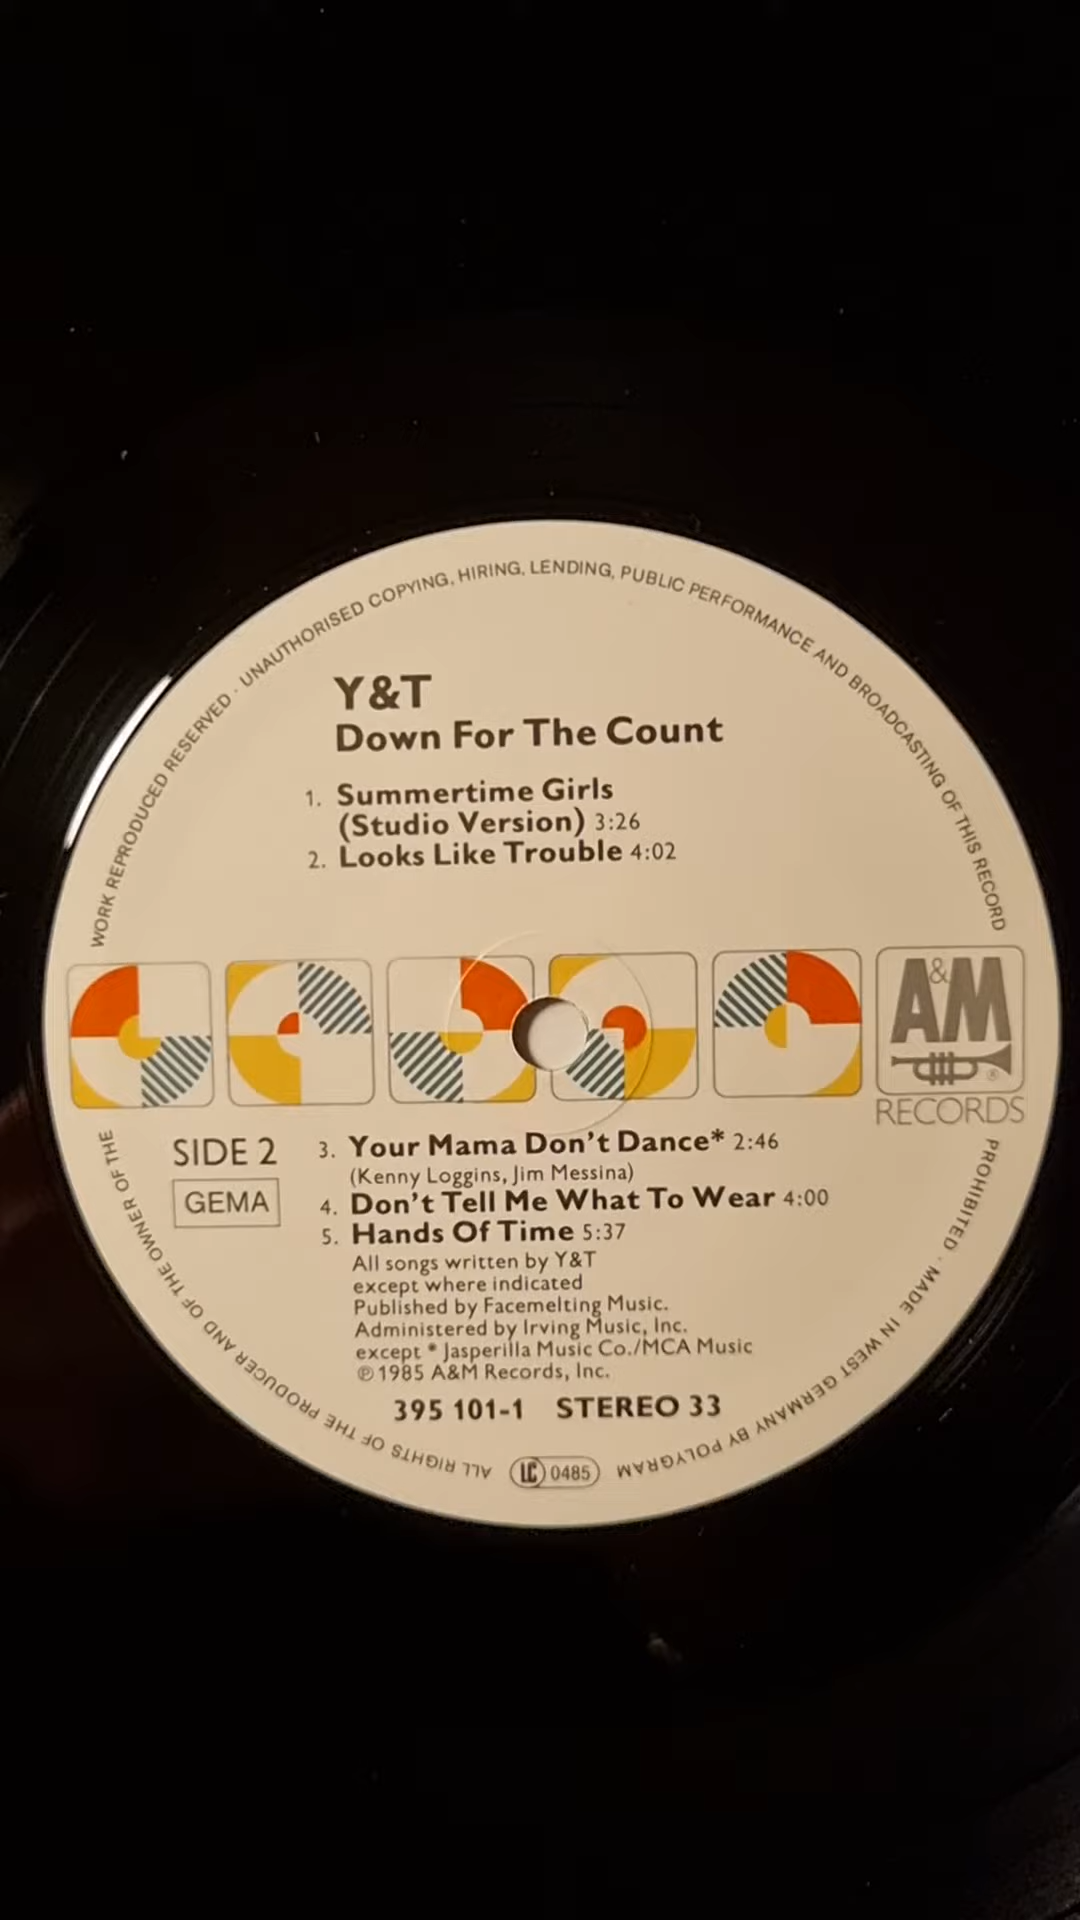 WORK REPRODUCED RESERVED · UNAUTHORISED COPYING, HIRING, LENDING, PUBLIC PERFORMANCE AND BROADCASTING OF THIS RECORD
Y&T
Down For The Count
1. Summertime Girls
(Studio Version) 3:26
2. Looks Like Trouble 4:02
A&M
®
RECORDS
SIDE 2
GEMA
3. Your Mama Don't Dance* 2:46
(Kenny Loggins, Jim Messina)
4. Don't Tell Me What To Wear 4:00
5. Hands Of Time 5:37
All songs written by Y&T
except where indicated
Published by Facemelting Music.
Administered by Irving Music, Inc.
except * Jasperilla Music Co./MCA Music
℗ 1985 A&M Records, Inc.
395 101-1 STEREO 33
LC 0485
PROHIBITED · MADE IN WEST GERMANY BY POLYGRAM
ALL RIGHTS OF THE PRODUCER AND OF THE OWNER OF THE